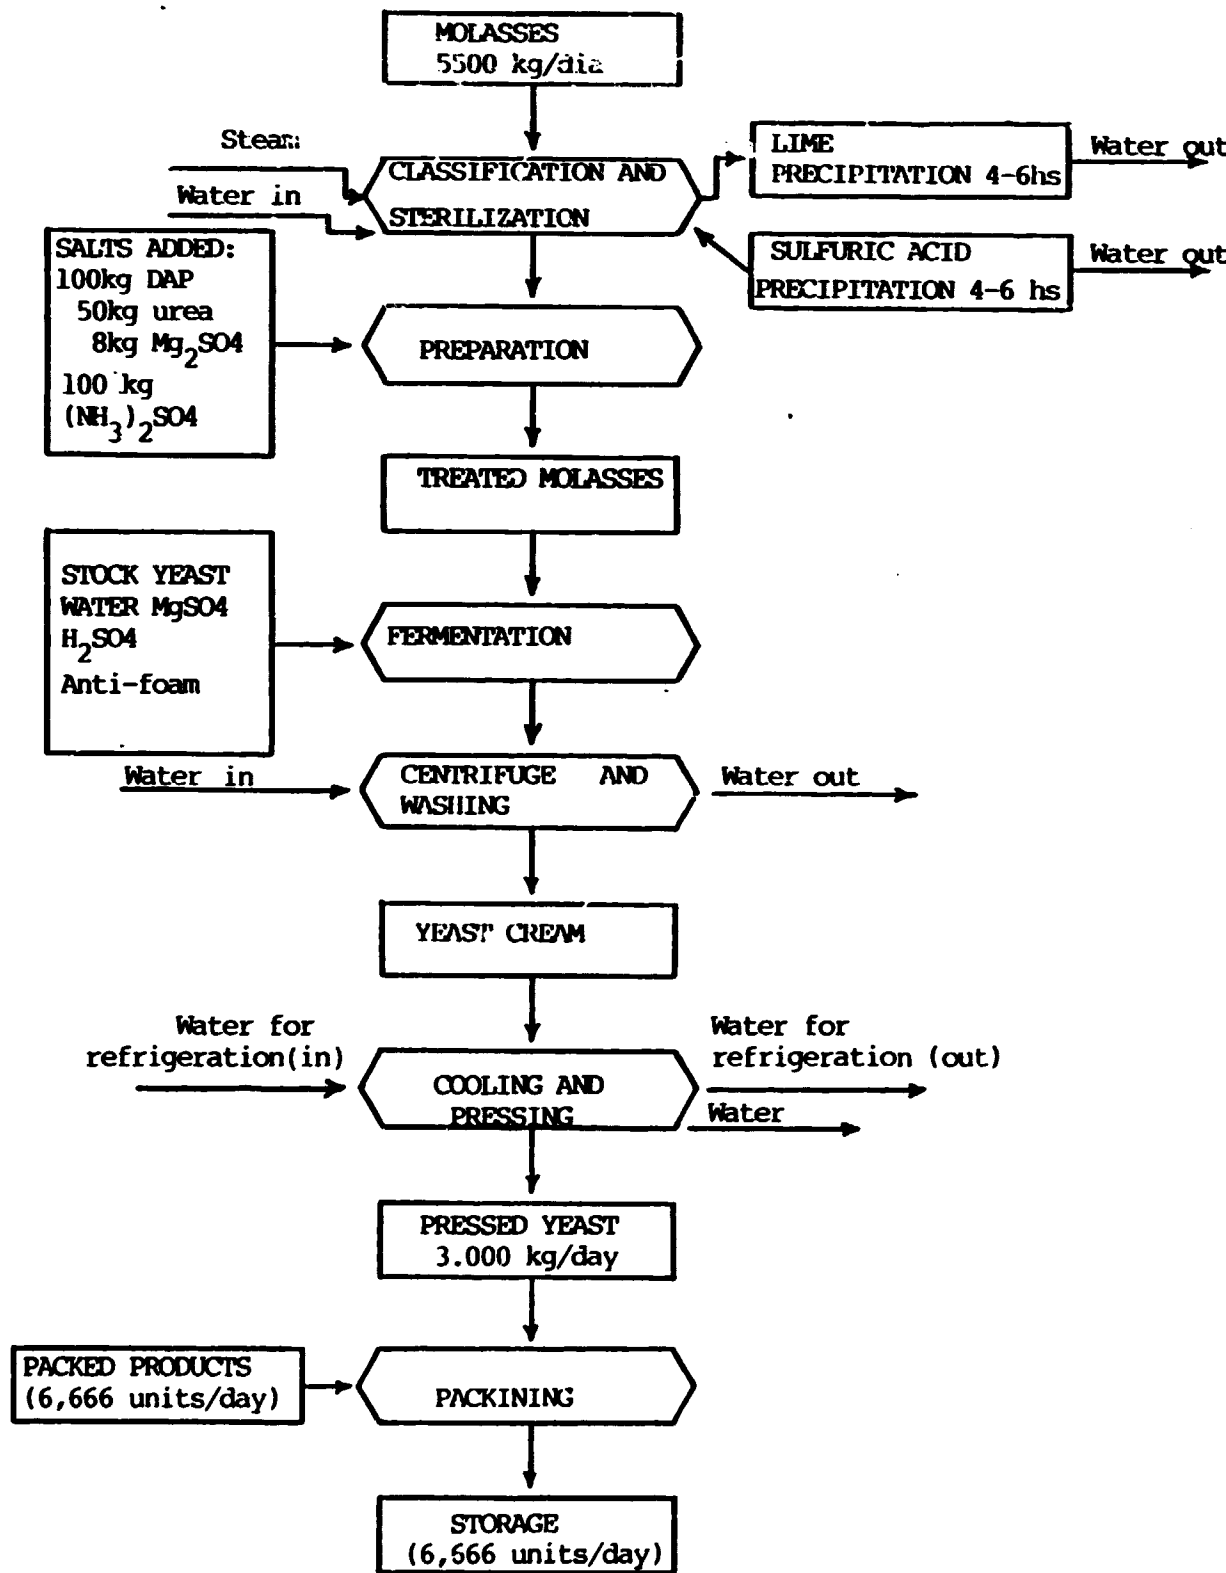 MOLASSES
5500 kg/dia
Steam
Water in
CLASSIFICATION AND
STERILIZATION
LIME
PRECIPITATION 4-6hs
Water out
SULFURIC ACID
PRECIPITATION 4-6 hs
Water out
SALTS ADDED:
100kg DAP
50kg urea
8kg Mg2SO4
100 kg
(NH3)2SO4
PREPARATION
TREATED MOLASSES
STOCK YEAST
WATER MgSO4
H2SO4
Anti-foam
FERMENTATION
Water in
CENTRIFUGE AND
WASHING
Water out
YEAST CREAM
Water for
refrigeration(in)
COOLING AND
PRESSING
Water for
refrigeration (out)
Water
PRESSED YEAST
3.000 kg/day
PACKED PRODUCTS
(6,666 units/day)
PACKINING
STORAGE
(6,666 units/day)